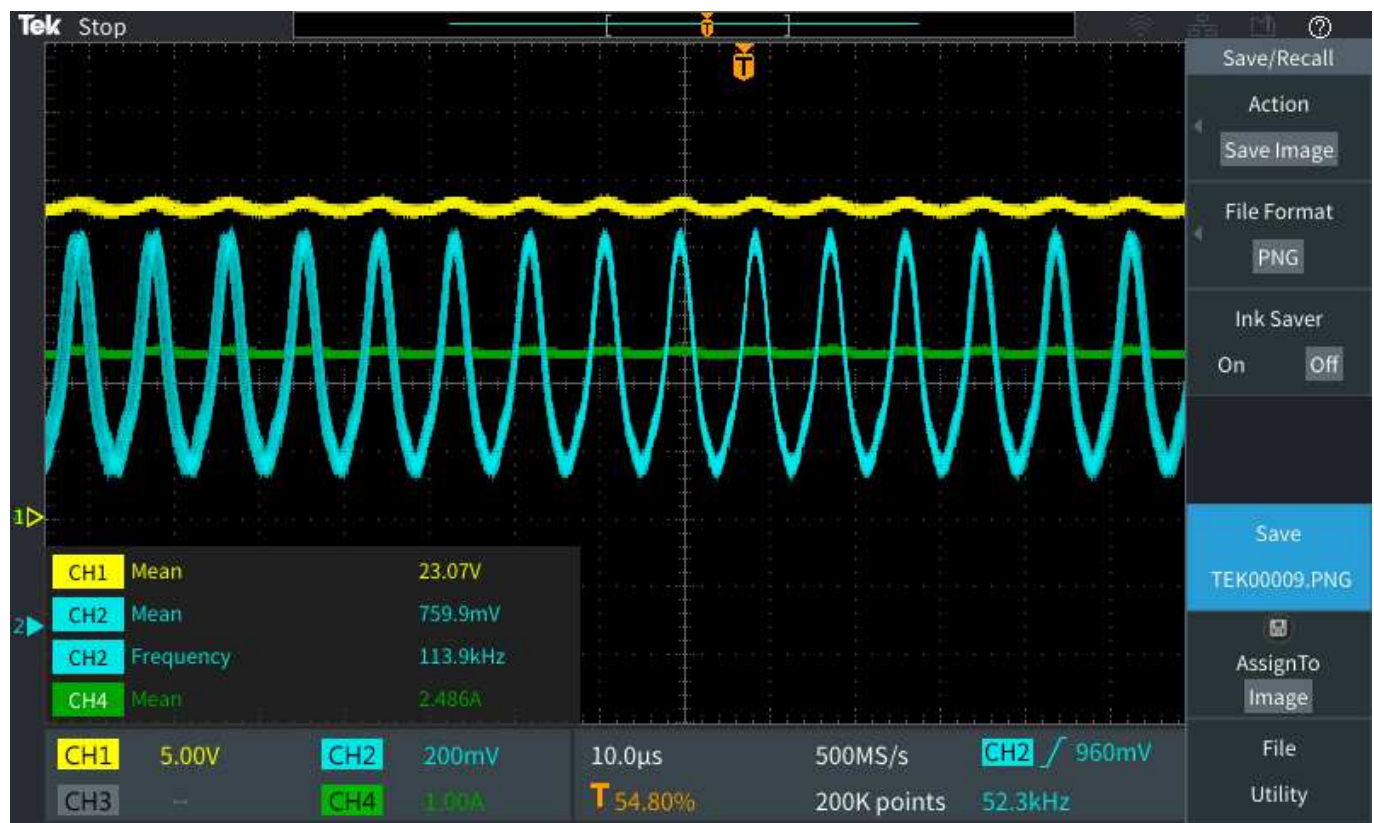 Tek Stop
T
T
Save/Recall
Action
Save Image
File Format
PNG
Ink Saver
On Off
1
2
CH1 Mean 23.07V
CH2 Mean 759.9mV
CH2 Frequency 113.9kHz
CH4 Mean 2.486A
Save
TEK00009.PNG
AssignTo
Image
File
Utility
CH1 5.00V CH2 200mV 10.0µs 500MS/s CH2 960mV
CH3 -- CH4 1.00A T 54.80% 200K points 52.3kHz